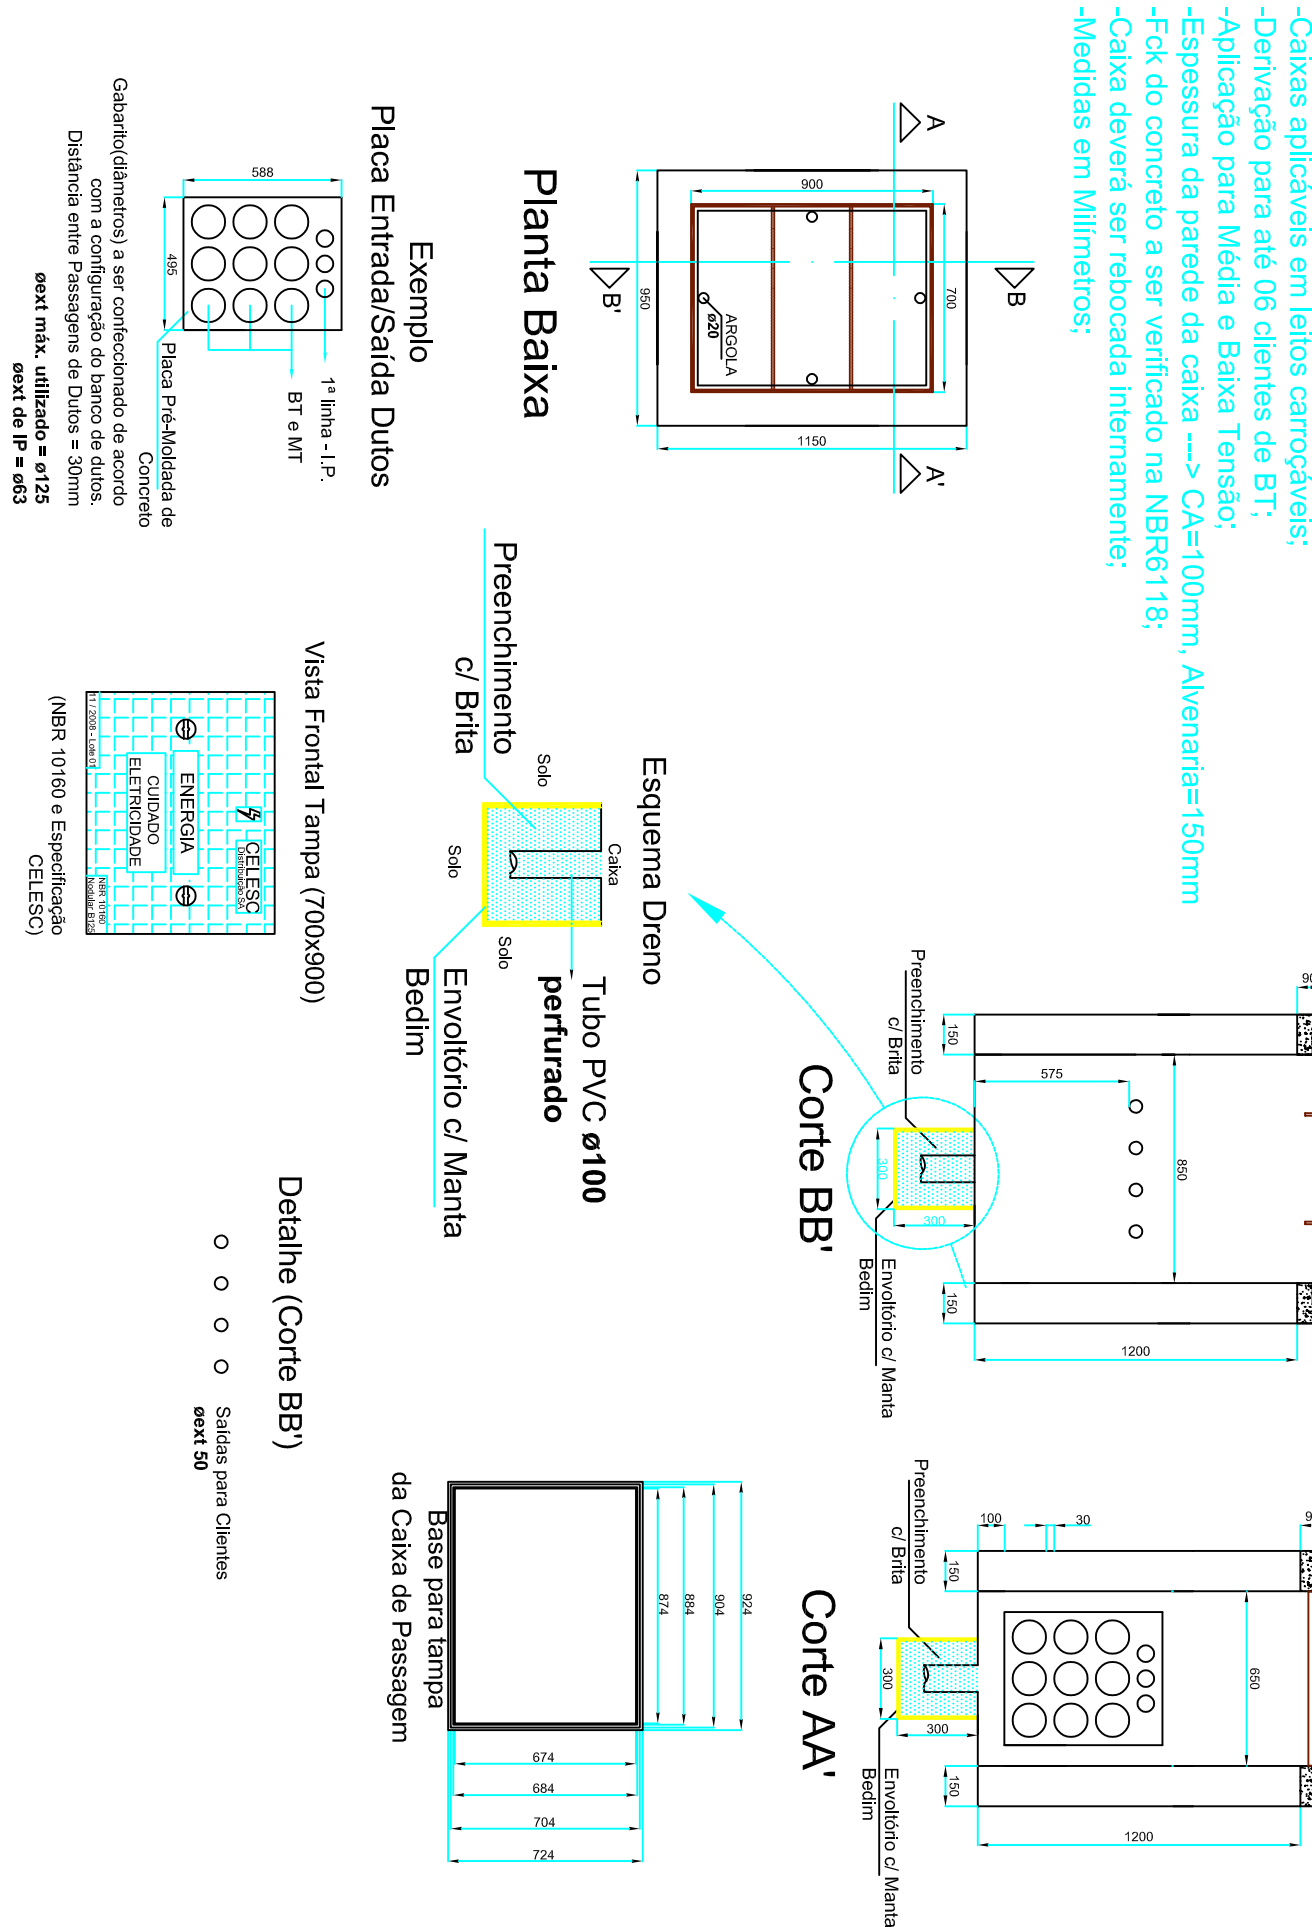 -Caixas aplicáveis em leitos carroçáveis;
-Derivação para até 06 clientes de BT;
-Aplicação para Média e Baixa Tensão;
-Espessura da parede da caixa ---> CA=100mm, Alvenaria=150mm
-Fck do concreto a ser verificado na NBR6118;
-Caixa deverá ser rebocada internamente;
-Medidas em Milímetros;
A
A'
B
B'
900
700
950
1150
ARGOLA
ø20
Planta Baixa
Exemplo
Placa Entrada/Saída Dutos
588
495
1ª linha - I.P.
BT e MT
Placa Pré-Moldada de
Concreto
Gabarito(diâmetros) a ser confeccionado de acordo
com a configuração do banco de dutos.
Distância entre Passagens de Dutos = 30mm
øext máx. utilizado = ø125
øext de IP = ø63
Esquema Dreno
Preenchimento
c/ Brita
Solo
Caixa
Solo
Solo
Tubo PVC ø100
perfurado
Envoltório c/ Manta
Bedim
Vista Frontal Tampa (700x900)
CELESC
Distribuição SA
ENERGIA
CUIDADO
ELETRICIDADE
11 / 2008 - Lote 01
NBR 10160
Nodular B125
(NBR 10160 e Especificação
CELESC)
150
850
150
575
1200
300
300
Preenchimento
c/ Brita
Envoltório c/ Manta
Bedim
Corte BB'
Detalhe (Corte BB')
Saídas para Clientes
øext 50
100
30
150
650
150
1200
300
300
Preenchimento
c/ Brita
Envoltório c/ Manta
Bedim
Corte AA'
924
904
884
874
674
684
704
724
Base para tampa
da Caixa de Passagem